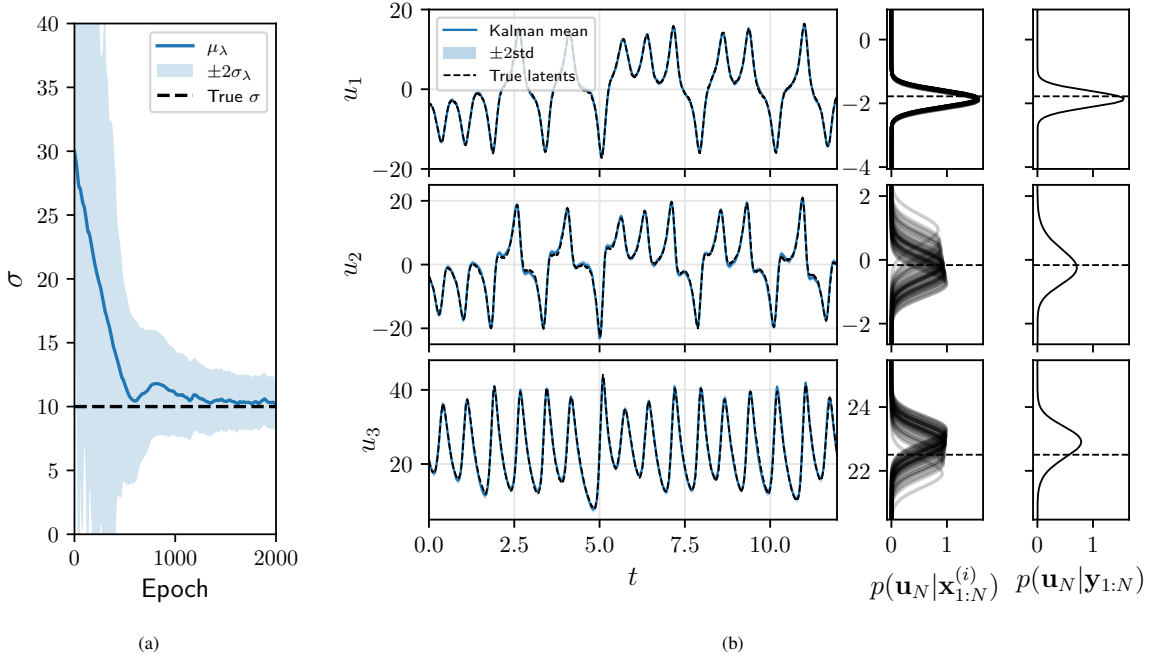 40
35
30
25
20
15
10
5
0
σ
0
1000
2000
Epoch
μ_λ
±2σ_λ
True σ
(a)
20
0
−20
u_1
Kalman mean
±2std
True latents
0
−2
−4
20
0
−20
u_2
2
0
−2
40
20
u_3
24
22
0.0
2.5
5.0
7.5
10.0
t
0
1
p(u_N|x_{1:N}^{(i)})
0
1
p(u_N|y_{1:N})
(b)